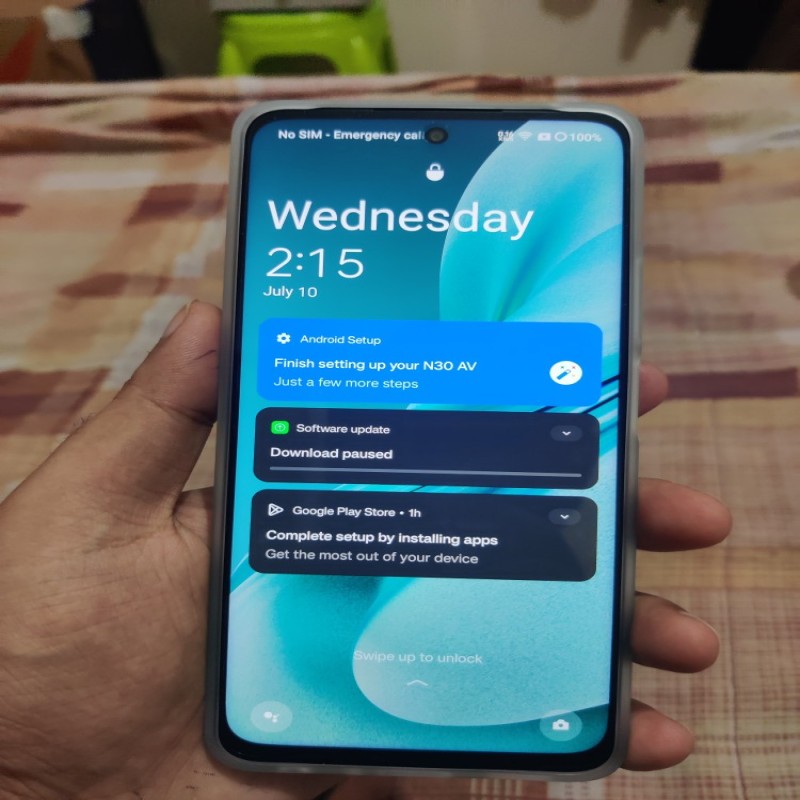 No SIM - Emergency cal
100%
Wednesday
2:15
July 10
Android Setup
Finish setting up your N30 AV
Just a few more steps
Software update
Download paused
Google Play Store • 1h
Complete setup by installing apps
Get the most out of your device
Swipe up to unlock